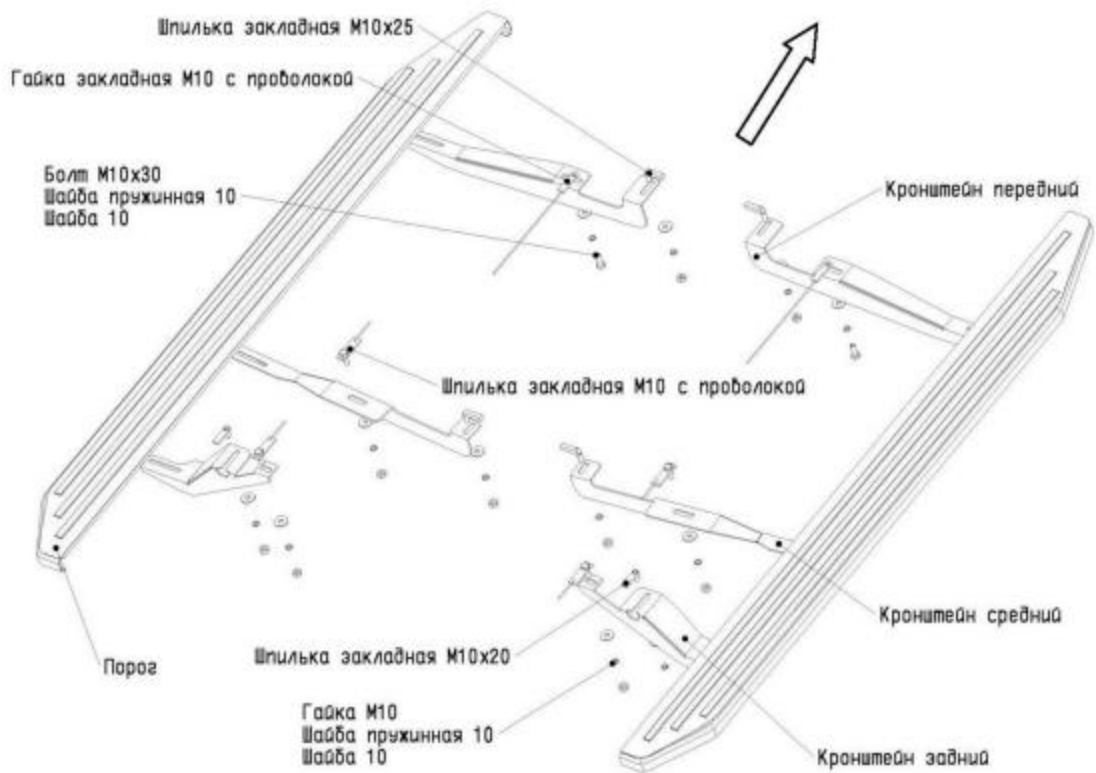 Шпилька закладная М10х25
Гайка закладная М10 с проволокой
Болт М10х30
Шайба пружинная 10
Шайба 10
Кронштейн передний
Шпилька закладная М10 с проволокой
Кронштейн средний
Шпилька закладная М10х20
Порог
Гайка М10
Шайба пружинная 10
Шайба 10
Кронштейн задний